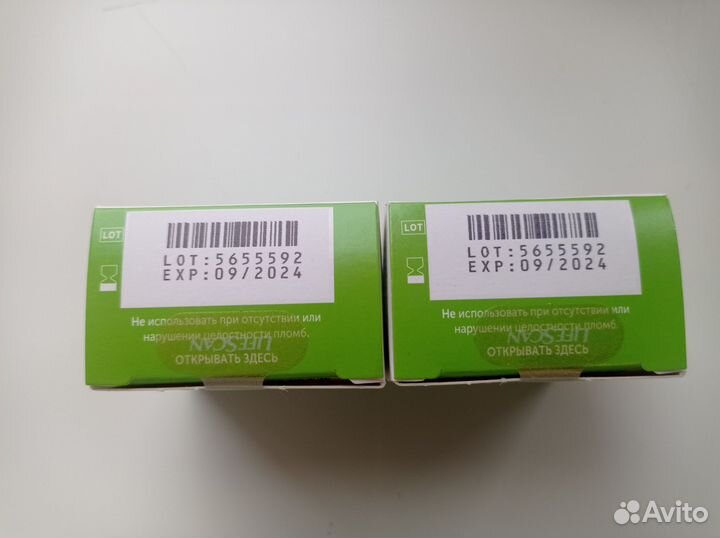 LOT
LOT:5655592
EXP:09/2024
Не использовать при отсутствии или
нарушении целостности пломб.
LIFESCAN
ОТКРЫВАТЬ ЗДЕСЬ
LOT
LOT:5655592
EXP:09/2024
Не использовать при отсутствии или
нарушении целостности пломб.
LIFESCAN
ОТКРЫВАТЬ ЗДЕСЬ
Avito